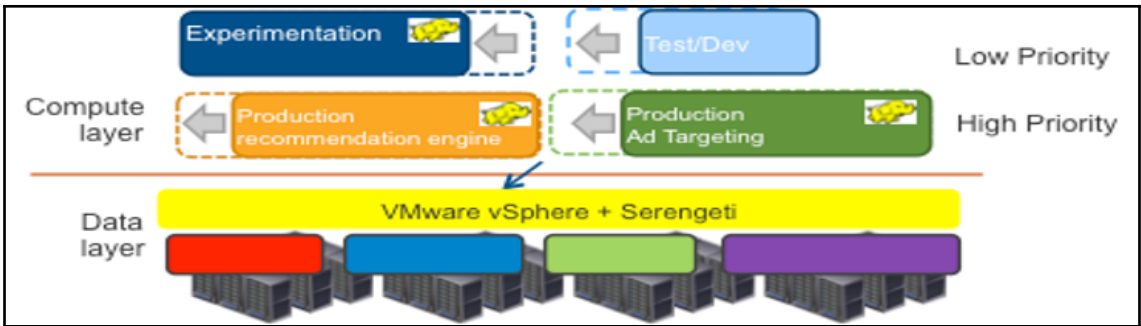 Experimentation
Test/Dev
Low Priority
Compute
layer
Production
recommendation engine
Production
Ad Targeting
High Priority
VMware vSphere + Serengeti
Data
layer